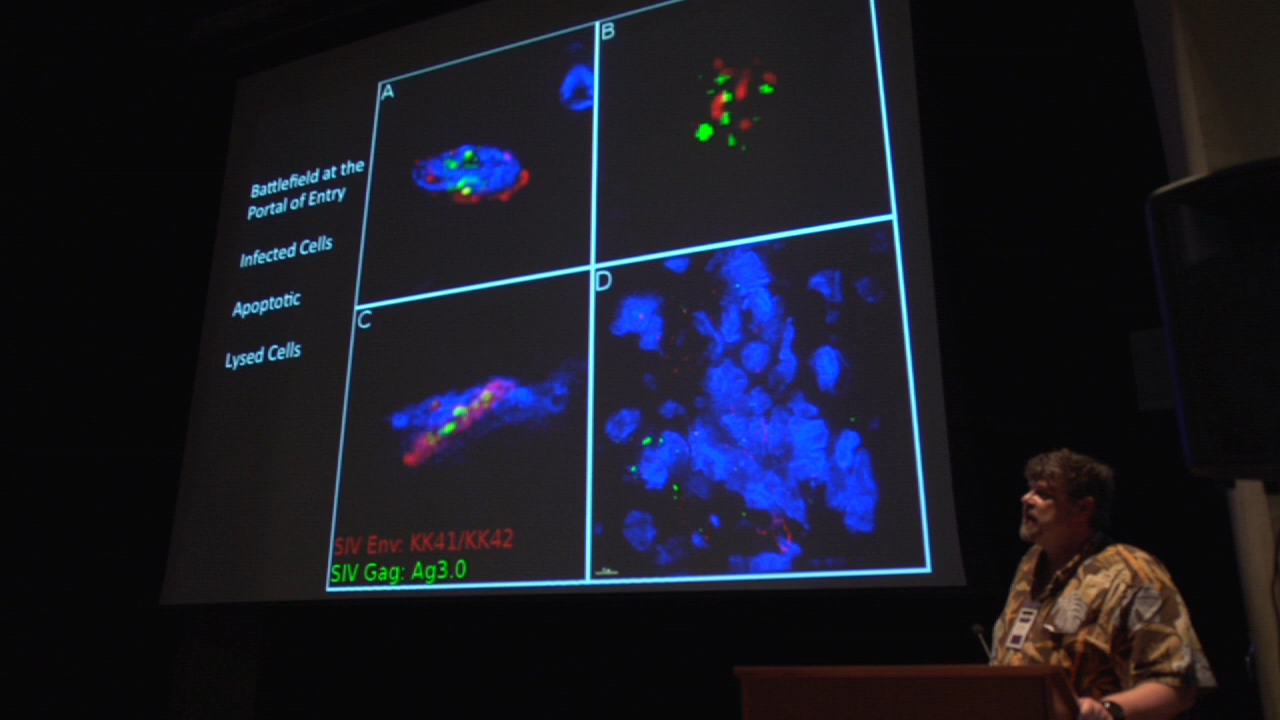 Battlefield at the
Portal of Entry
Infected Cells
Apoptotic
Lysed Cells
A
B
C
D
SIV Env: KK41/KK42
SIV Gag: Ag3.0